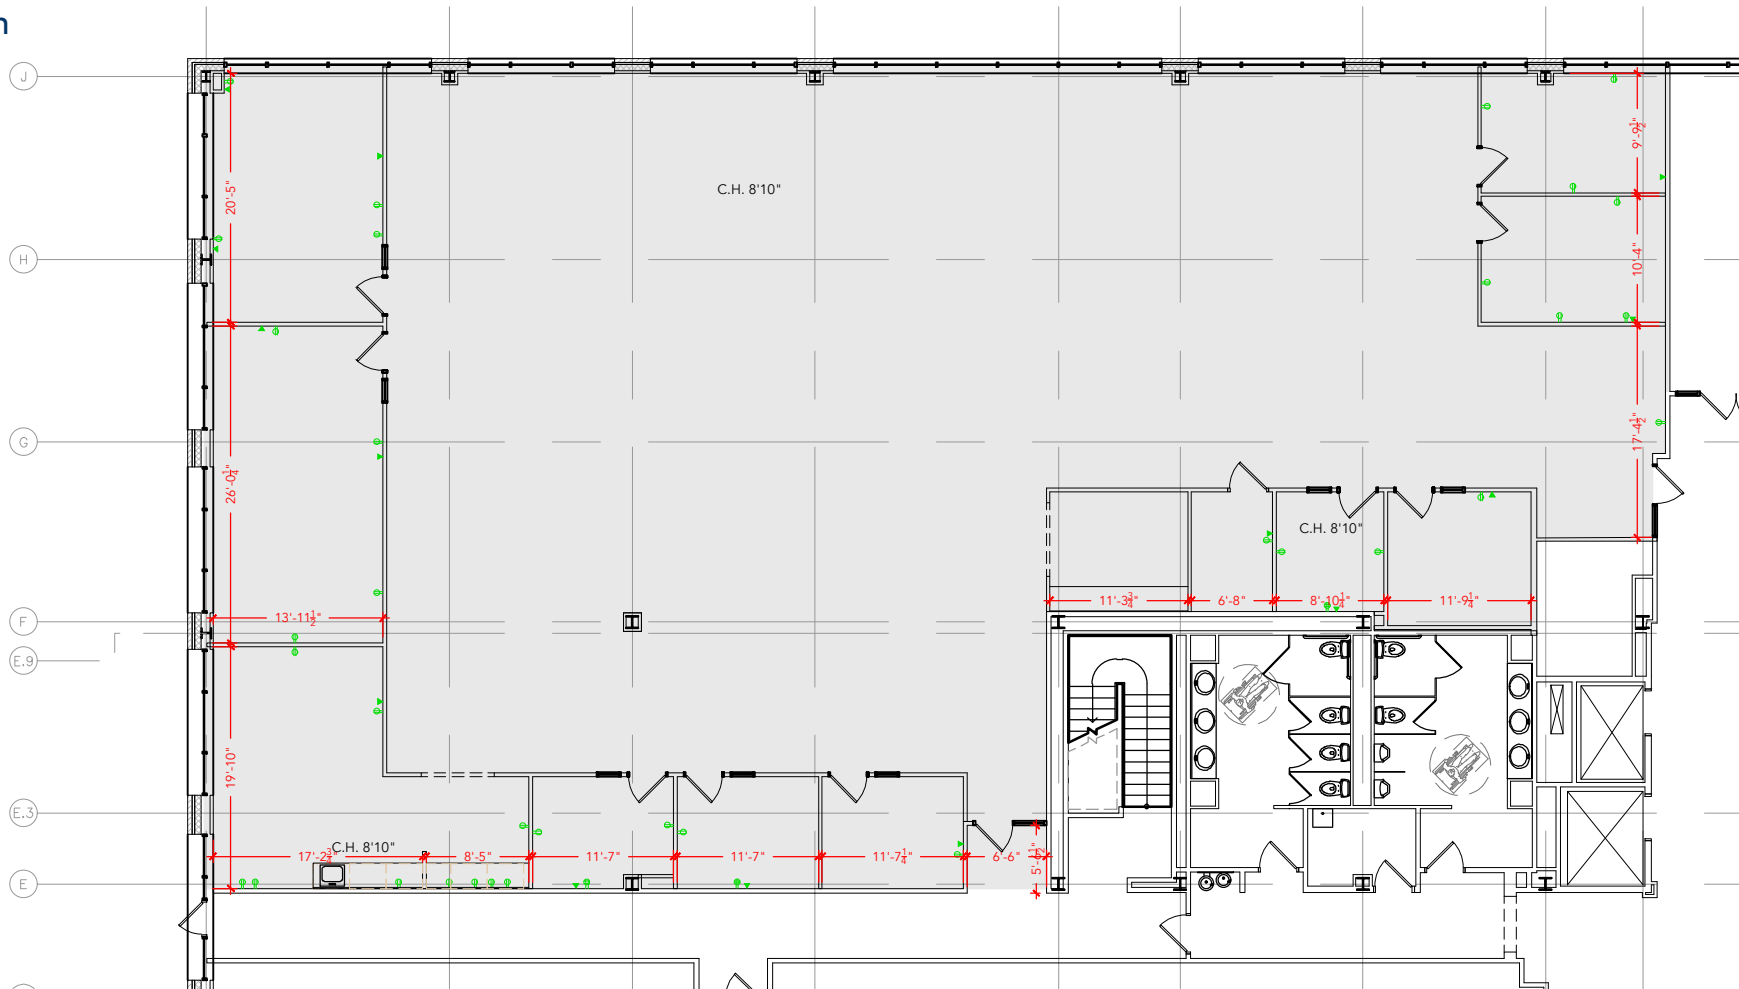 n
J
C.H. 8'10"
9'-9½"
20'-5"
H
10'-4"
G
17'-4½"
26'-0¼"
C.H. 8'10"
11'-3¾"
6'-8"
8'-10¼"
11'-9¼"
F
13'-11½"
E.9
19'-10"
E.3
C.H. 8'10"
17'-2¾"
8'-5"
11'-7"
11'-7"
11'-7¼"
6'-6"
E